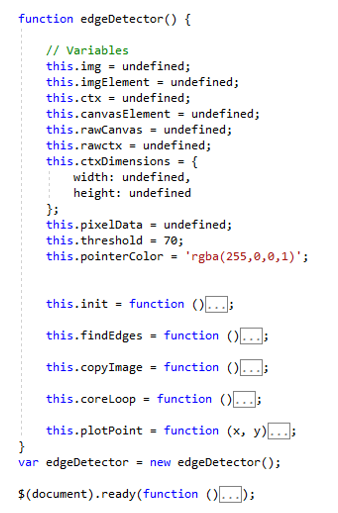 function edgeDetector() {
// Variables
this.img = undefined;
this.imgElement = undefined;
this.ctx = undefined;
this.canvasElement = undefined;
this.rawCanvas = undefined;
this.rawctx = undefined;
this.ctxDimensions = {
width: undefined,
height: undefined
};
this.pixelData = undefined;
this.threshold = 70;
this.pointerColor = 'rgba(255,0,0,1)';
this.init = function ()...;
this.findEdges = function ()...;
this.copyImage = function ()...;
this.coreLoop = function ()...;
this.plotPoint = function (x, y)...;
}
var edgeDetector = new edgeDetector();
$(document).ready(function ()...);